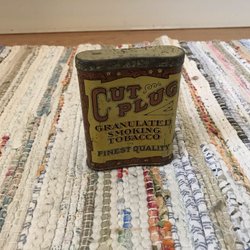 CUT
PLUG
GRANULATED
SMOKING
TOBACCO
FINEST QUALITY